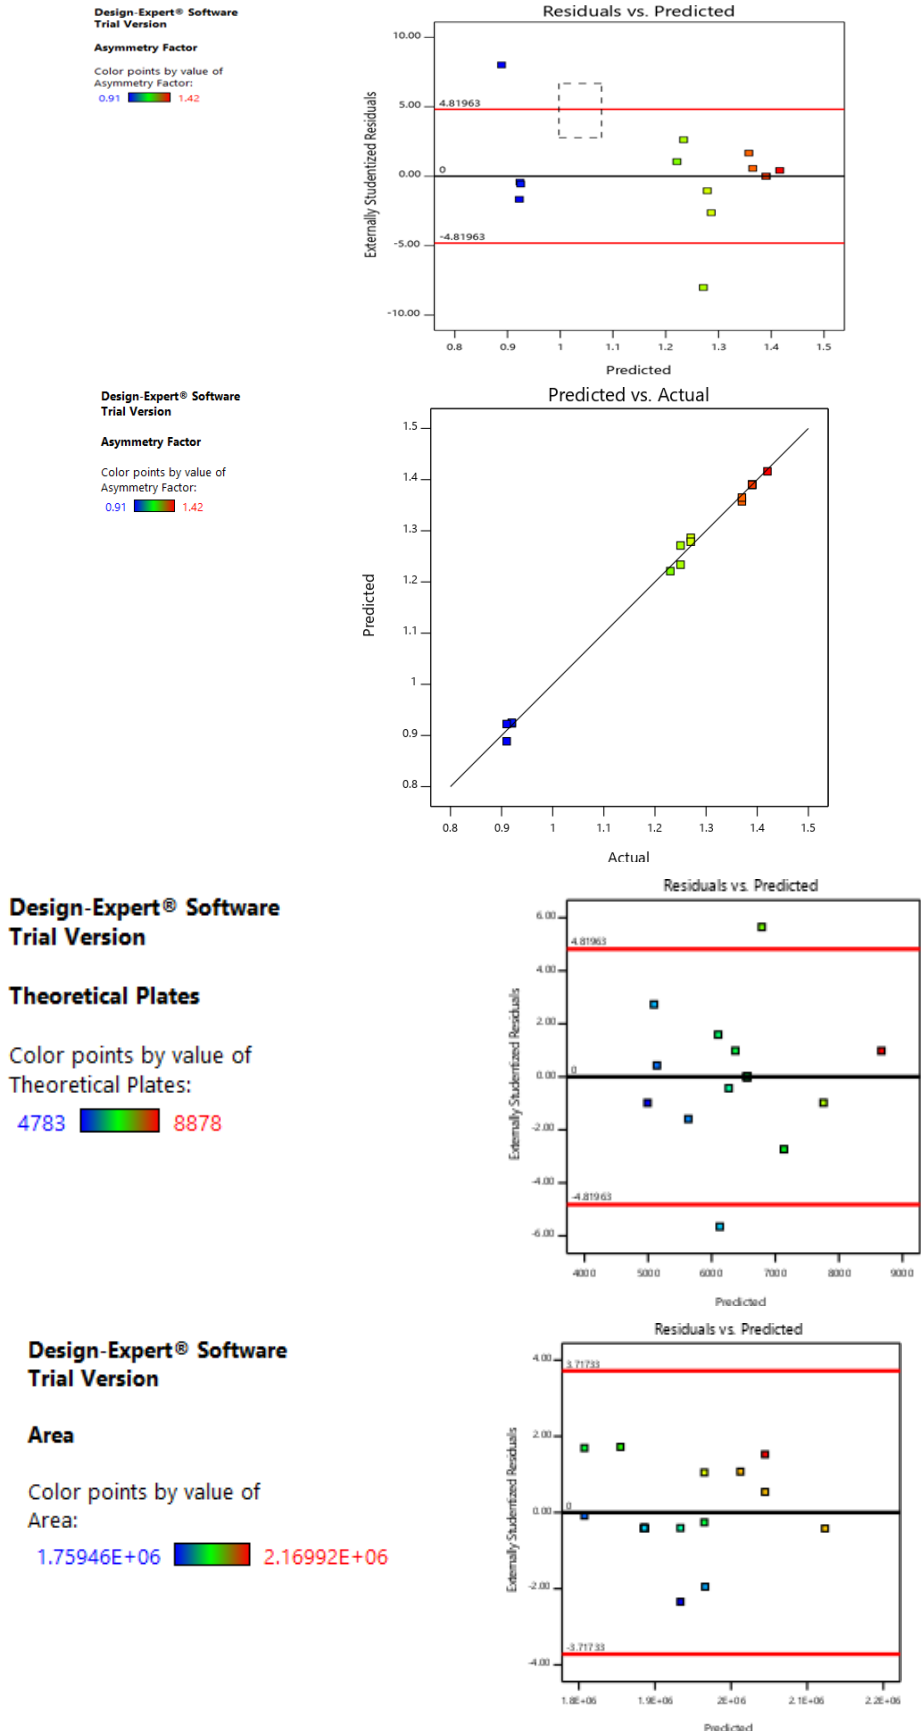 Design-Expert® Software
Trial Version
Asymmetry Factor
Color points by value of
Asymmetry Factor:
0.91 1.42
Residuals vs. Predicted
Externally Studentized Residuals
10.00
5.00
0.00
-5.00
-10.00
4.81963
0
-4.81963
0.8 0.9 1 1.1 1.2 1.3 1.4 1.5
Predicted
Design-Expert® Software
Trial Version
Asymmetry Factor
Color points by value of
Asymmetry Factor:
0.91 1.42
Predicted vs. Actual
Predicted
1.5
1.4
1.3
1.2
1.1
1
0.9
0.8
0.8 0.9 1 1.1 1.2 1.3 1.4 1.5
Actual
Design-Expert® Software
Trial Version
Theoretical Plates
Color points by value of
Theoretical Plates:
4783 8878
Residuals vs. Predicted
Externally Studentized Residuals
6.00
4.00
2.00
0.00
-2.00
-4.00
-6.00
4.81963
0
-4.81963
4000 5000 6000 7000 8000 9000
Predicted
Design-Expert® Software
Trial Version
Area
Color points by value of
Area:
1.75946E+06 2.16992E+06
Residuals vs. Predicted
Externally Studentized Residuals
4.00
2.00
0.00
-2.00
-4.00
3.71733
0
-3.71733
1.8E+06 1.9E+06 2E+06 2.1E+06 2.2E+06
Predicted